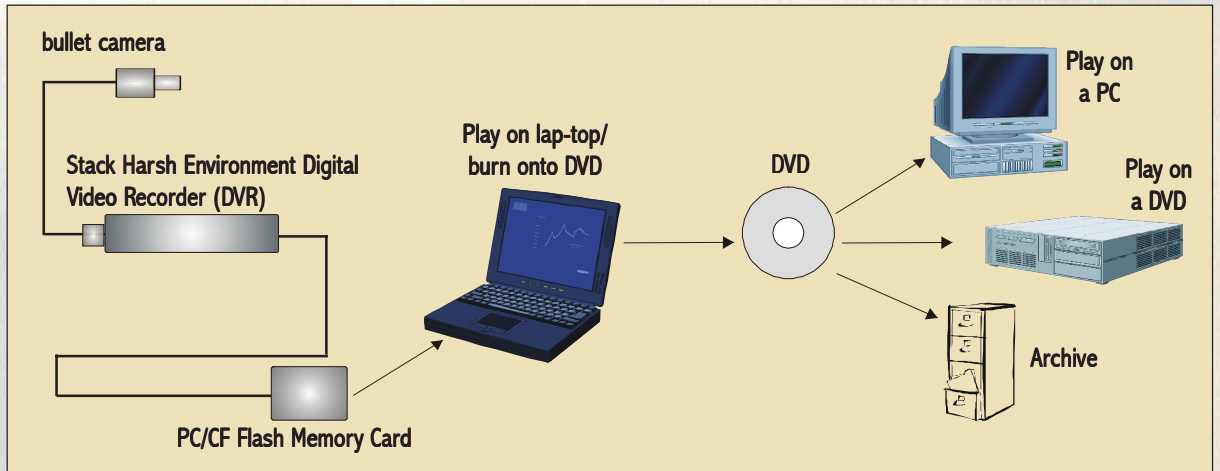 bullet camera
Stack Harsh Environment Digital
Video Recorder (DVR)
PC/CF Flash Memory Card
Play on lap-top/
burn onto DVD
DVD
Play on
a PC
Play on
a DVD
Archive